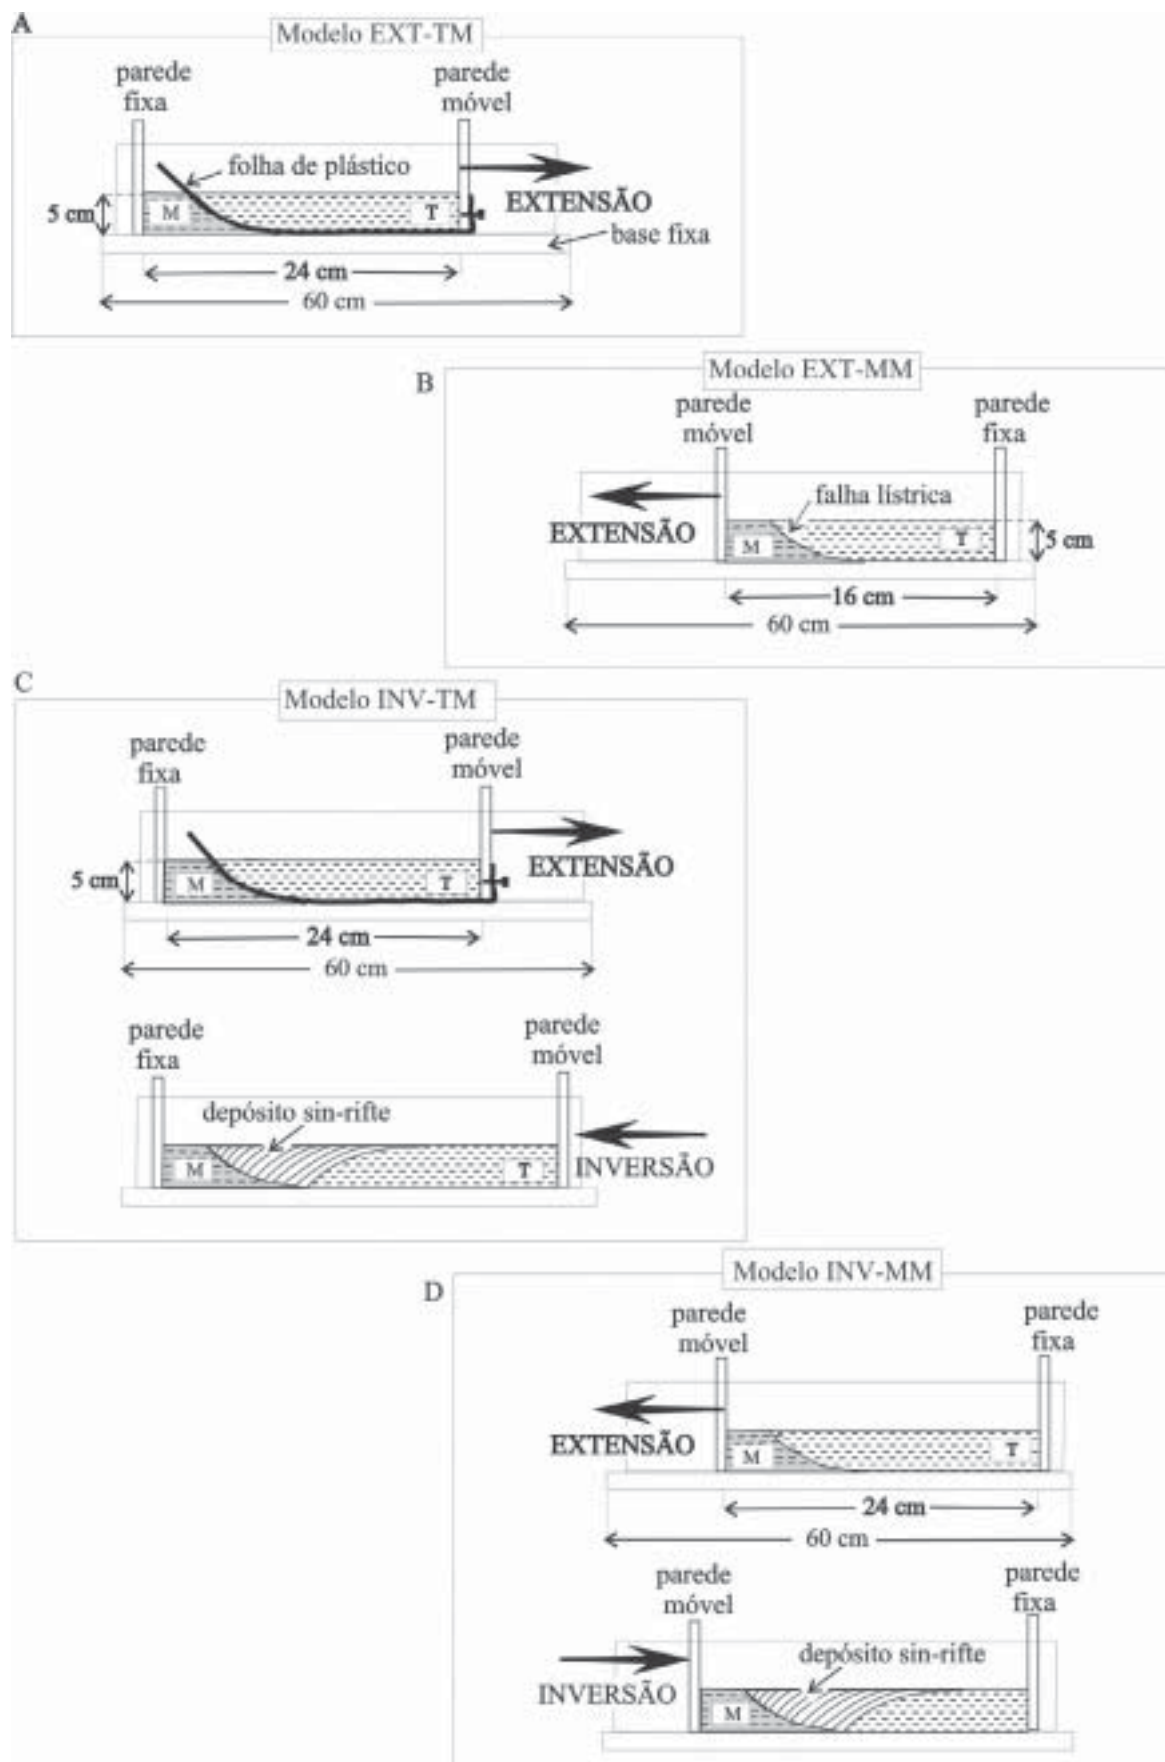 A
Modelo EXT-TM
parede
fixa
parede
móvel
folha de plástico
EXTENSÃO
5 cm
M
T
base fixa
24 cm
60 cm
B
Modelo EXT-MM
parede
móvel
parede
fixa
falha lístrica
EXTENSÃO
M
T
5 cm
16 cm
60 cm
C
Modelo INV-TM
parede
fixa
parede
móvel
EXTENSÃO
5 cm
M
T
24 cm
60 cm
parede
fixa
parede
móvel
depósito sin-rifte
M
T
INVERSÃO
D
Modelo INV-MM
parede
móvel
parede
fixa
EXTENSÃO
M
T
24 cm
60 cm
parede
móvel
parede
fixa
depósito sin-rifte
INVERSÃO
M